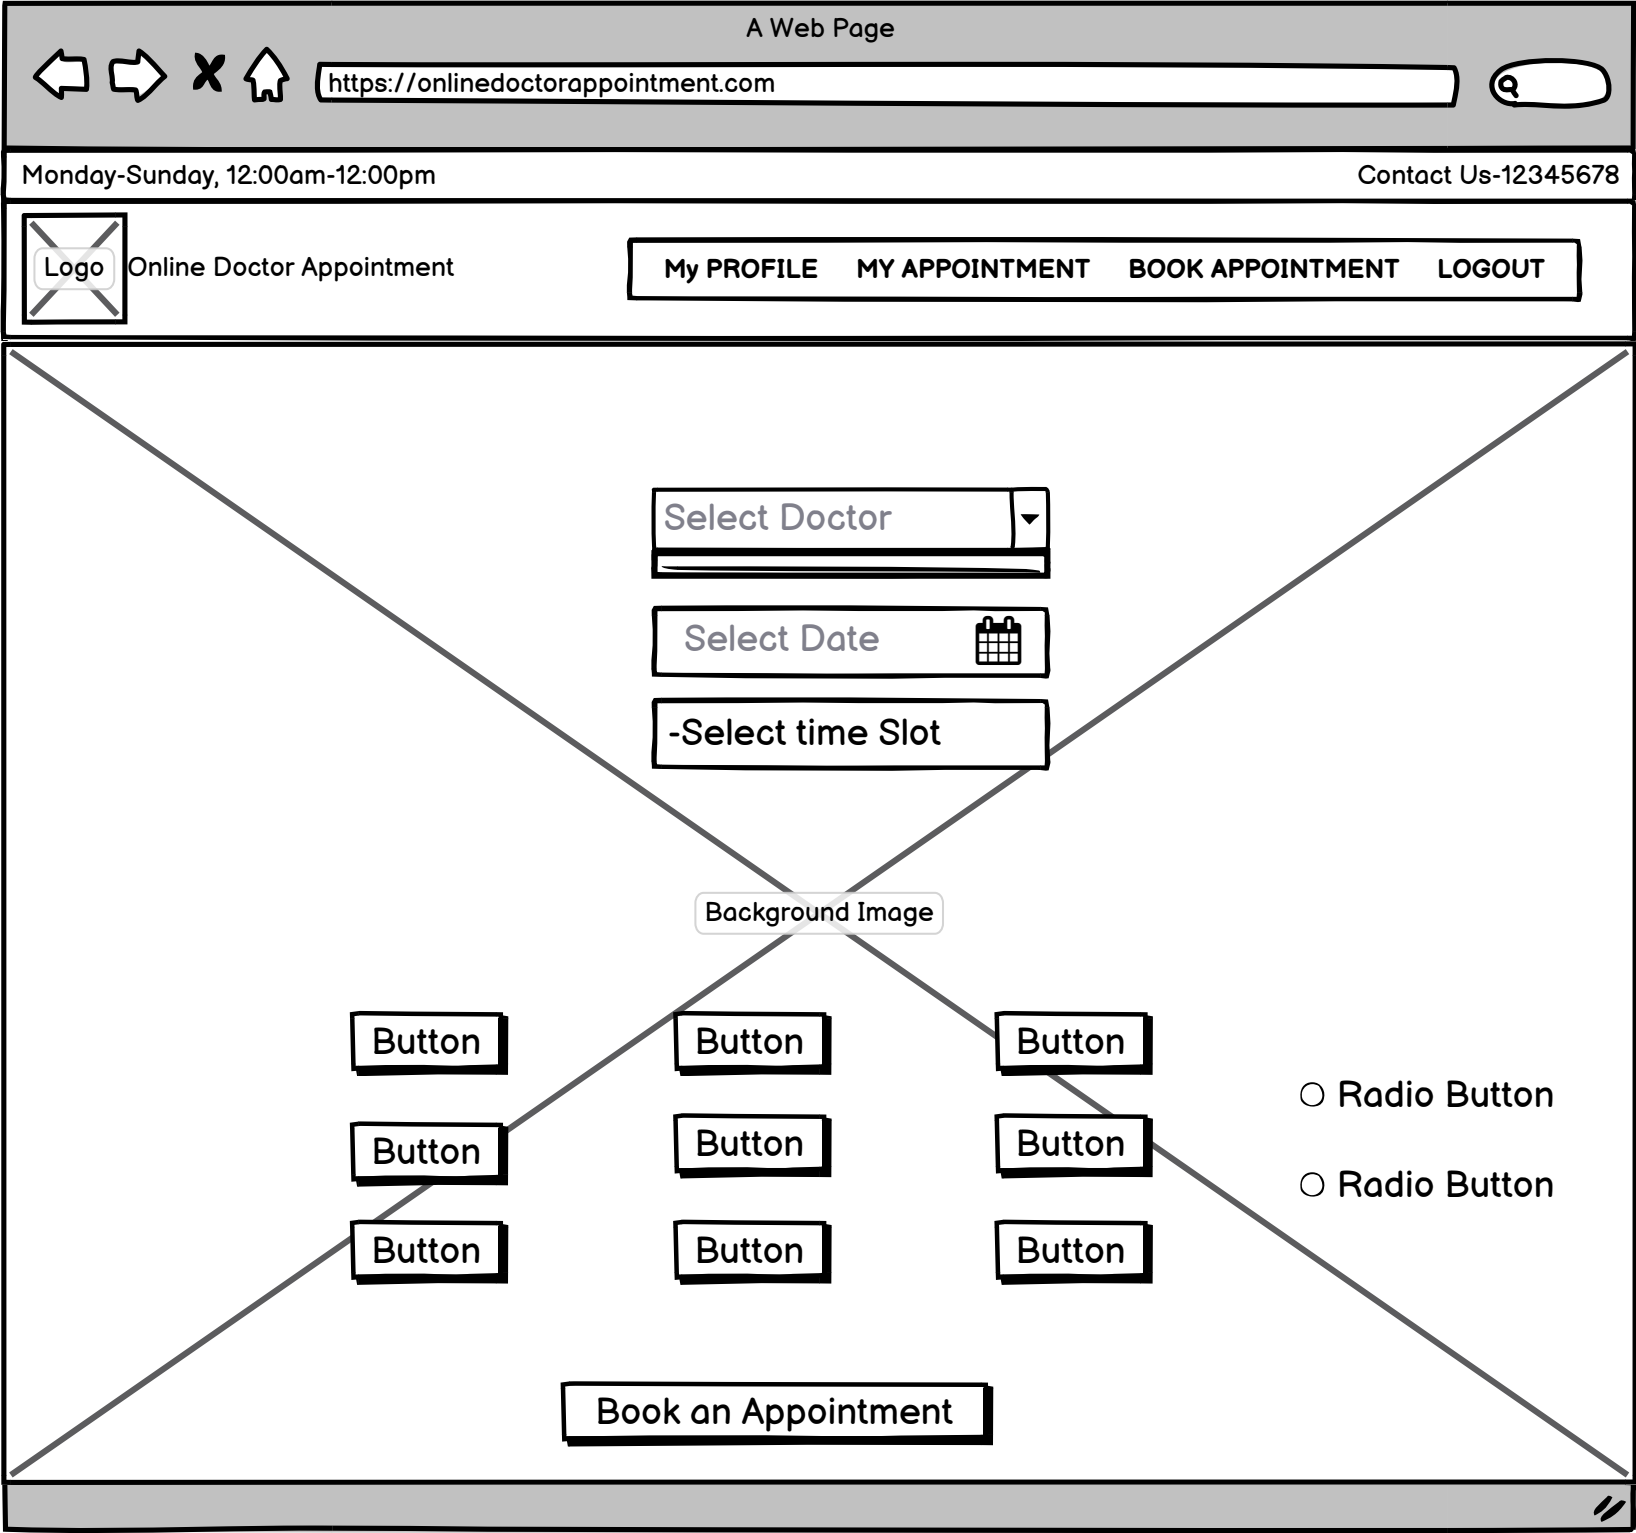 A Web Page
https://onlinedoctorappointment.com
Monday-Sunday, 12:00am-12:00pm
Contact Us-12345678
Logo
Online Doctor Appointment
My PROFILE MY APPOINTMENT BOOK APPOINTMENT LOGOUT
Select Doctor
Select Date
-Select time Slot
Background Image
Button Button Button
Radio Button
Button Button Button
Radio Button
Button Button Button
Book an Appointment